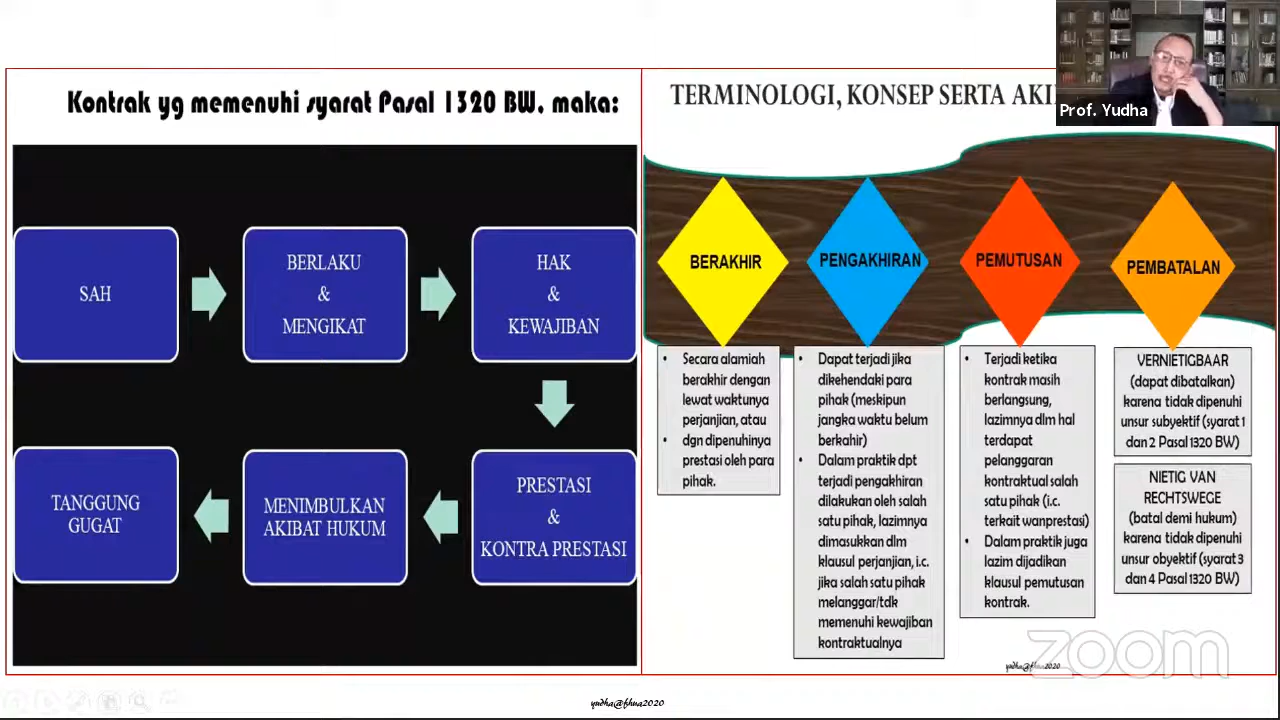 Kontrak yg memenuhi syarat Pasal 1320 BW, maka:
SAH
BERLAKU
&
MENGIKAT
HAK
&
KEWAJIBAN
TANGGUNG
GUGAT
MENIMBULKAN
AKIBAT HUKUM
PRESTASI
&
KONTRA PRESTASI
TERMINOLOGI, KONSEP SERTA
Prof. Yudha
BERAKHIR
PENGAKHIRAN
PEMUTUSAN
PEMBATALAN
• Secara alamiah
berakhir dengan
lewat waktunya
perjanjian, atau
• dgn dipenuhinya
prestasi oleh para
pihak.
• Dapat terjadi jika
dikehendaki para
pihak (meskipun
jangka waktu belum
berkahir)
• Dalam praktik dpt
terjadi pengakhiran
dilakukan oleh salah
satu pihak, lazimnya
dimasukkan dlm
klausul perjanjian, i.c.
jika salah satu pihak
melanggar/tdk
memenuhi kewajiban
kontraktualnya
• Terjadi ketika
kontrak masih
berlangsung,
lazimnya dlm hal
terdapat
pelanggaran
kontraktual salah
satu pihak (i.c.
terkait wanprestasi)
• Dalam praktik juga
lazim dijadikan
klausul pemutusan
kontrak.
VERNIETIGBAAR
(dapat dibatalkan)
karena tidak dipenuhi
unsur subyektif (syarat 1
dan 2 Pasal 1320 BW)
NIETIG VAN
RECHTSWEGE
(batal demi hukum)
karena tidak dipenuhi
unsur obyektif (syarat 3
dan 4 Pasal 1320 BW)
zoom
yudha@fhua2020
yudha@fhua2020